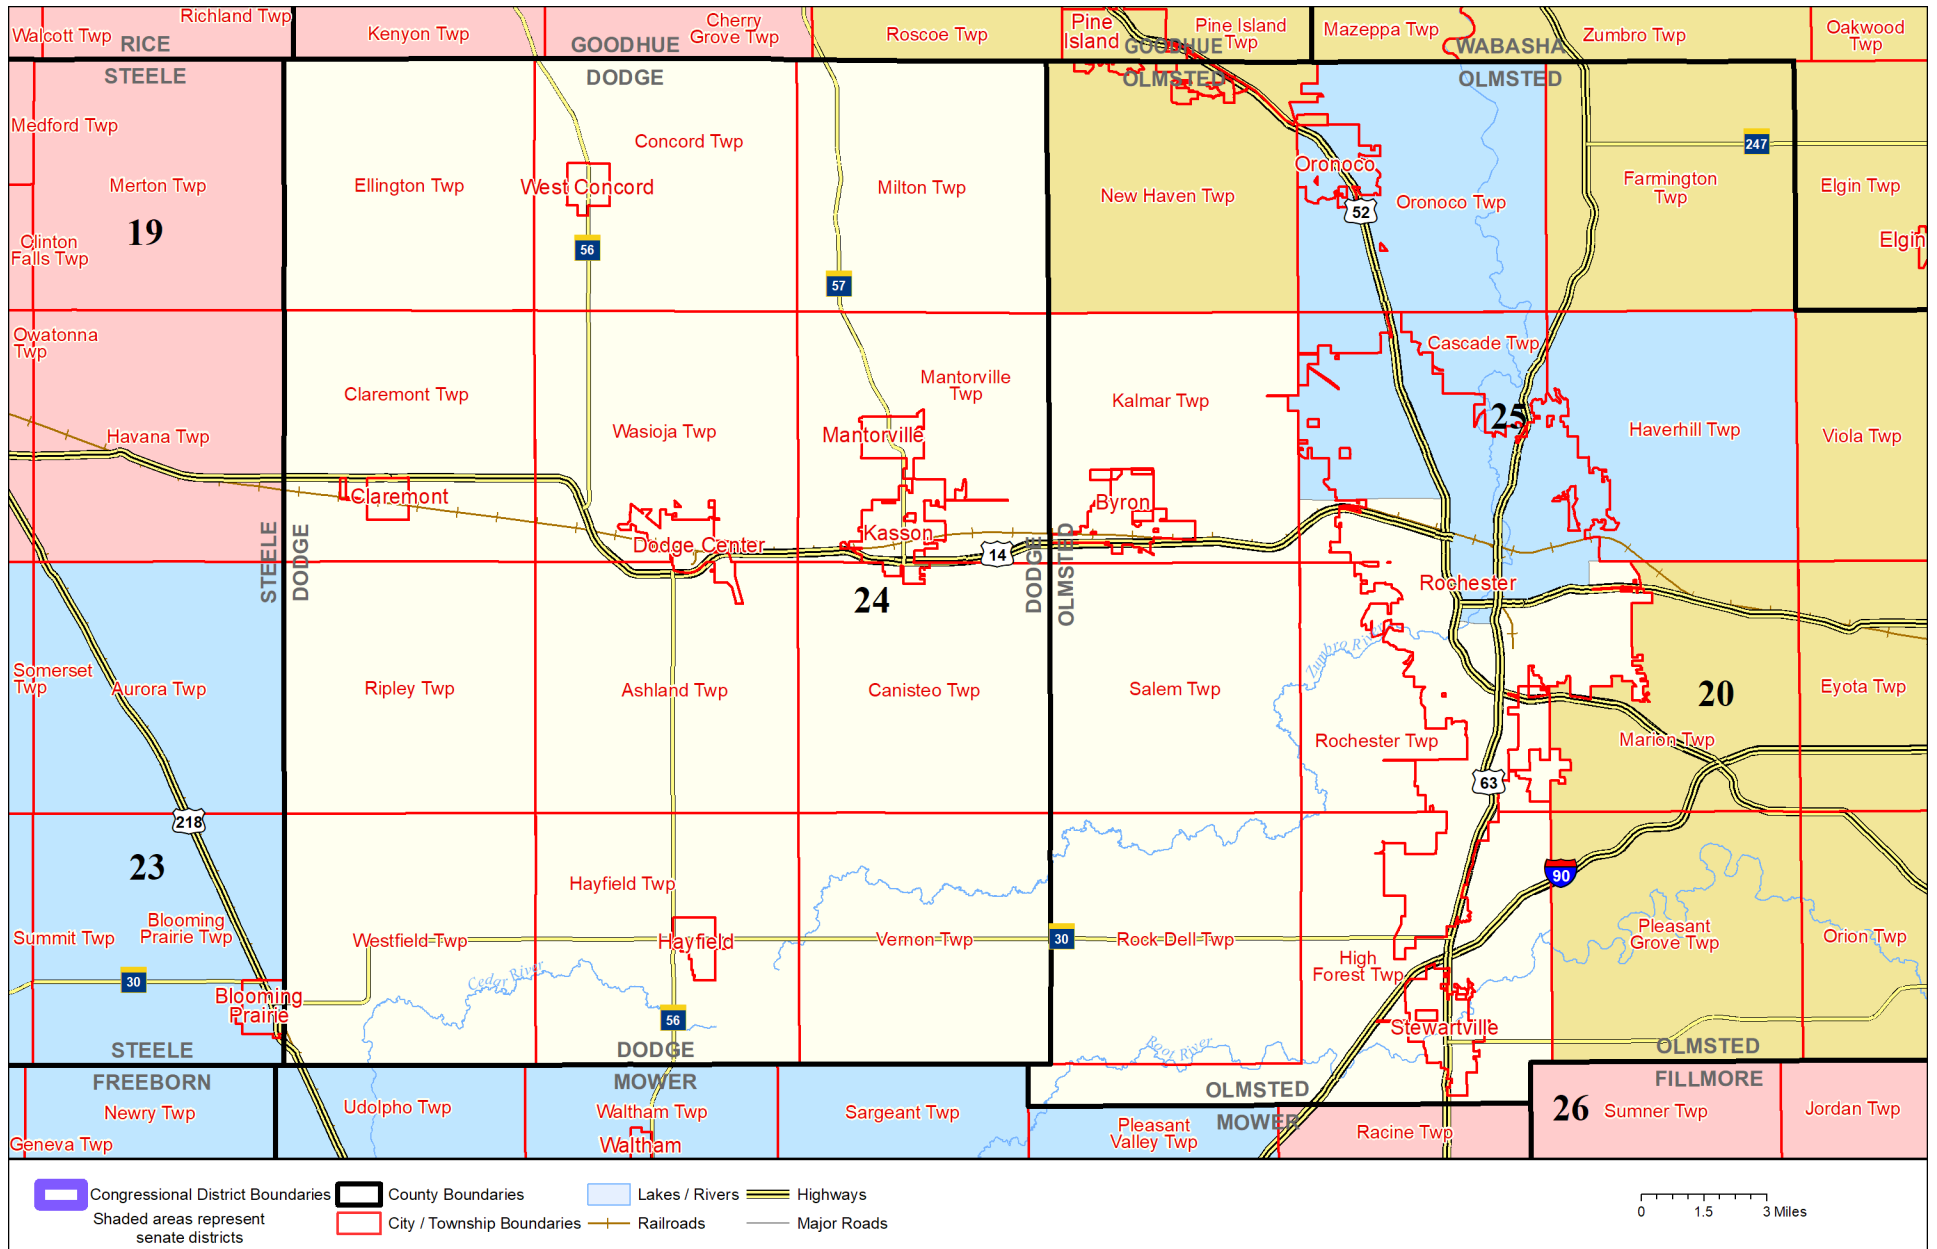 Richland Twp
Walcott Twp
RICE
Kenyon Twp
GOODHUE
Cherry
Grove Twp
Roscoe Twp
Pine
Island
GOODHUE
Pine Island
Twp
Mazeppa Twp
WABASHA
Zumbro Twp
Oakwood
Twp
STEELE
DODGE
OLMSTED
OLMSTED
Medford Twp
Merton Twp
19
Clinton
Falls Twp
Ellington Twp
Concord Twp
West Concord
56
Milton Twp
57
New Haven Twp
Oronoco
52
Oronoco Twp
Farmington
Twp
247
Elgin Twp
Elgin
Owatonna
Twp
Havana Twp
Claremont Twp
Claremont
Wasioja Twp
Dodge Center
Mantorville
Twp
Mantorville
Kasson
14
Kalmar Twp
Byron
Cascade Twp
25
Haverhill Twp
Viola Twp
STEELE
DODGE
DODGE
OLMSTED
24
Rochester
Zumbro River
Somerset
Twp
Aurora Twp
Ripley Twp
Ashland Twp
Canisteo Twp
Salem Twp
Rochester Twp
63
20
Marion Twp
Eyota Twp
218
23
90
Summit Twp
Blooming
Prairie Twp
30
Blooming
Prairie
Westfield Twp
Hayfield Twp
Hayfield
Cedar River
56
Vernon Twp
30
Rock Dell Twp
High
Forest Twp
Stewartville
Root River
Pleasant
Grove Twp
Orion Twp
STEELE
DODGE
OLMSTED
OLMSTED
FREEBORN
MOWER
MOWER
FILLMORE
Newry Twp
Geneva Twp
Udolpho Twp
Waltham Twp
Waltham
Sargeant Twp
Pleasant
Valley Twp
Racine Twp
26
Sumner Twp
Jordan Twp
Congressional District Boundaries
Shaded areas represent
senate districts
County Boundaries
City / Township Boundaries
Lakes / Rivers
Railroads
Highways
Major Roads
0 1.5 3 Miles